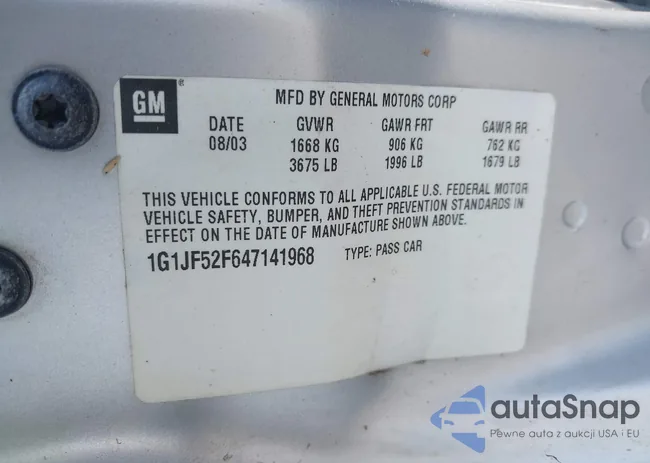 GM
MFD BY GENERAL MOTORS CORP
DATE GVWR GAWR FRT GAWR RR
08/03 1668 KG 906 KG 762 KG
3675 LB 1996 LB 1679 LB
THIS VEHICLE CONFORMS TO ALL APPLICABLE U.S. FEDERAL MOTOR
VEHICLE SAFETY, BUMPER, AND THEFT PREVENTION STANDARDS IN
EFFECT ON THE DATE OF MANUFACTURE SHOWN ABOVE.
1G1JF52F647141968 TYPE: PASS CAR
autaSnap
Pewne auta z aukcji USA i EU